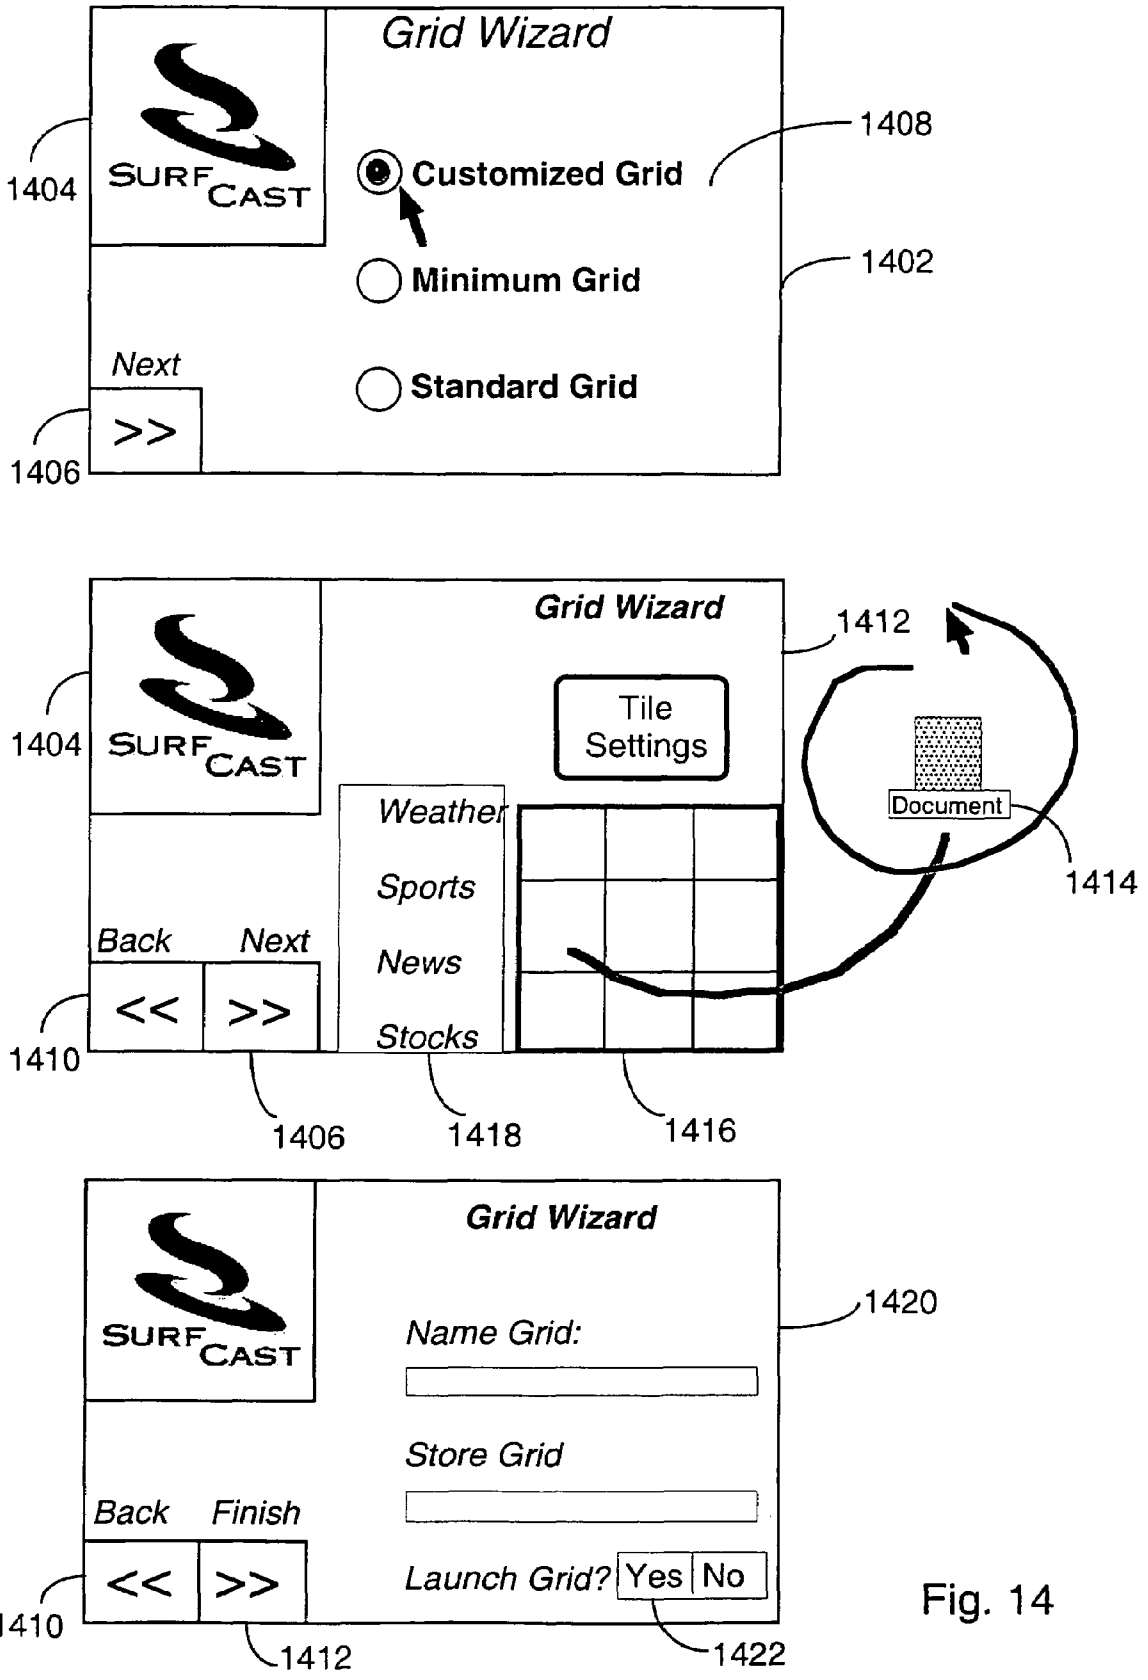 Grid Wizard
1408
Customized Grid
1404
SURF
CAST
1402
Minimum Grid
Next
Standard Grid
>>
1406
Grid Wizard
1412
Tile
Settings
1404
SURF
CAST
Document
Weather
1414
Sports
Back Next
News
<< >>
Stocks
1410
1406
1418
1416
Grid Wizard
1420
Name Grid:
SURF
CAST
Store Grid
Back Finish
Launch Grid? Yes No
<< >>
Fig. 14
1410
1412
1422